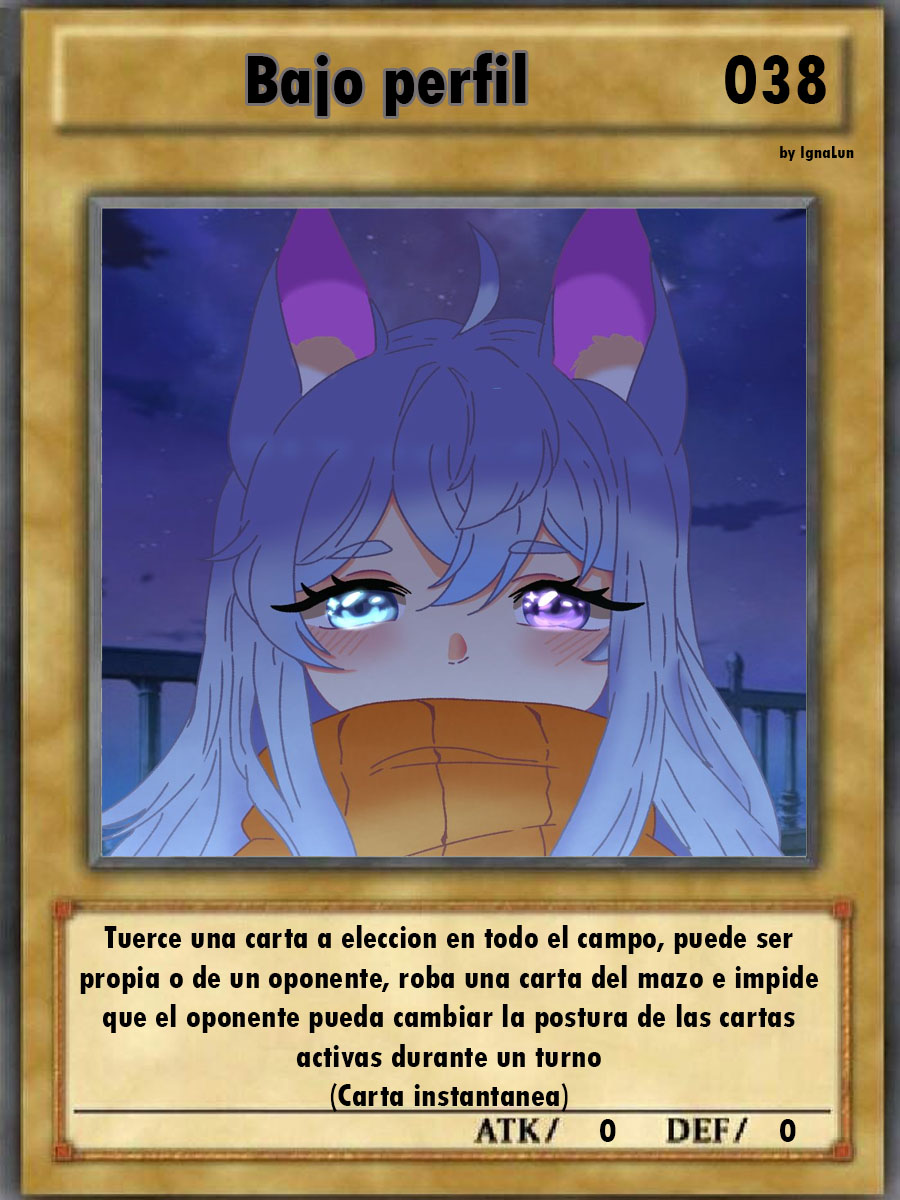 Bajo perfil 038
by IgnaLun
Tuerce una carta a eleccion en todo el campo, puede ser
propia o de un oponente, roba una carta del mazo e impide
que el oponente pueda cambiar la postura de las cartas
activas durante un turno
(Carta instantanea)
ATK/ 0 DEF/ 0